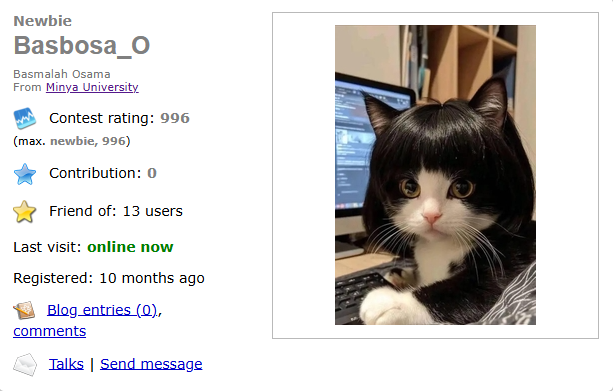 Newbie
Basbosa_O
Basmalah Osama
From Minya University
Contest rating: 996
(max. newbie, 996)
Contribution: 0
Friend of: 13 users
Last visit: online now
Registered: 10 months ago
Blog entries (0),
comments
Talks | Send message